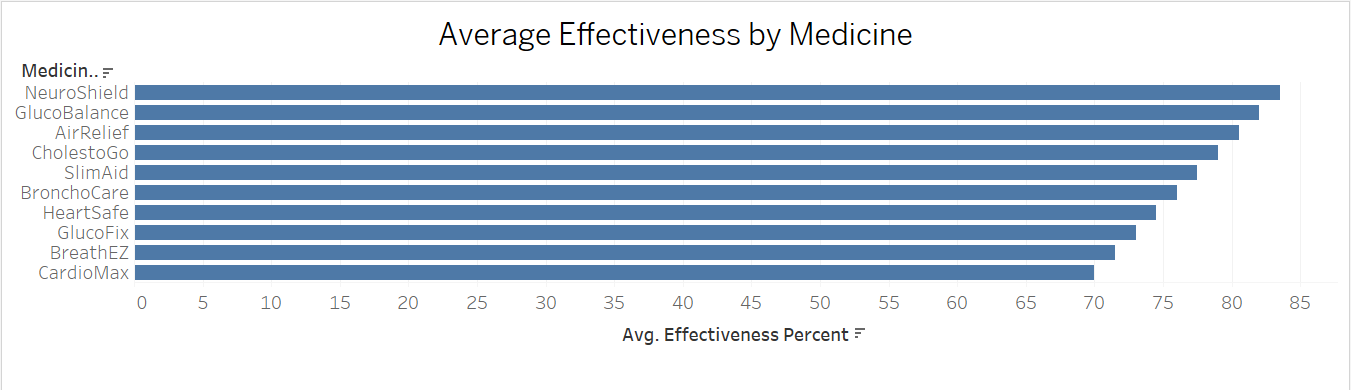 Average Effectiveness by Medicine
Medicin..
NeuroShield
GlucoBalance
AirRelief
CholestoGo
SlimAid
BronchoCare
HeartSafe
GlucoFix
BreathEZ
CardioMax
0 5 10 15 20 25 30 35 40 45 50 55 60 65 70 75 80 85
Avg. Effectiveness Percent